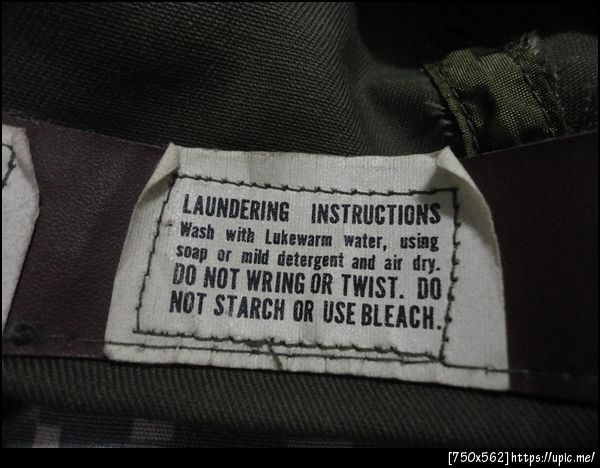 LAUNDERING INSTRUCTIONS
Wash with Lukewarm water, using
soap or mild detergent and air dry.
DO NOT WRING OR TWIST. DO
NOT STARCH OR USE BLEACH.
[750x562]https://upic.me/